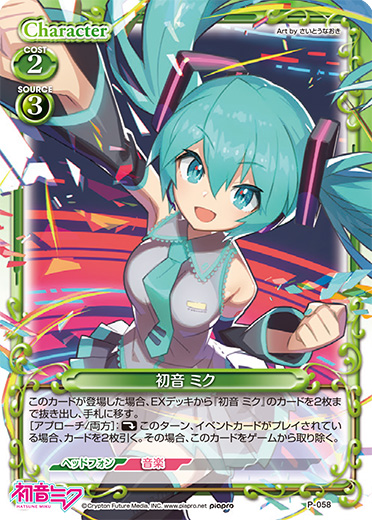 Character
Art by さいとうなおき
COST
2
SOURCE
3
初音 ミク
このカードが登場した場合、EXデッキから『初音 ミク』のカードを2枚ま
で抜き出し、手札に移す。
[アプローチ/両方]: このターン、イベントカードがプレイされてい
る場合、カードを2枚引く。その場合、このカードをゲームから取り除く。
ヘッドフォン 音楽
初音ミク
HATSUNE MIKU
©Crypton Future Media, INC. www.piapro.net piapro
P-058